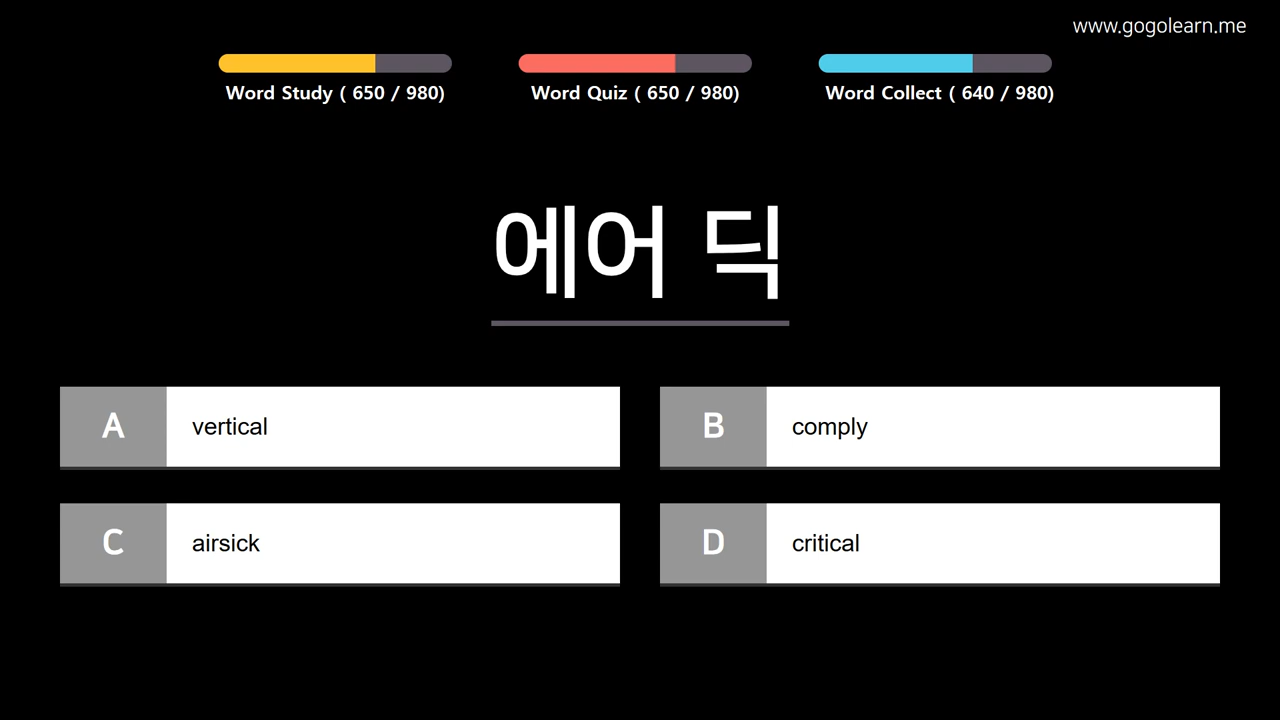 www.gogolearn.me
Word Study ( 650 / 980)
Word Quiz ( 650 / 980)
Word Collect ( 640 / 980)
에어 딕
A vertical
B comply
C airsick
D critical